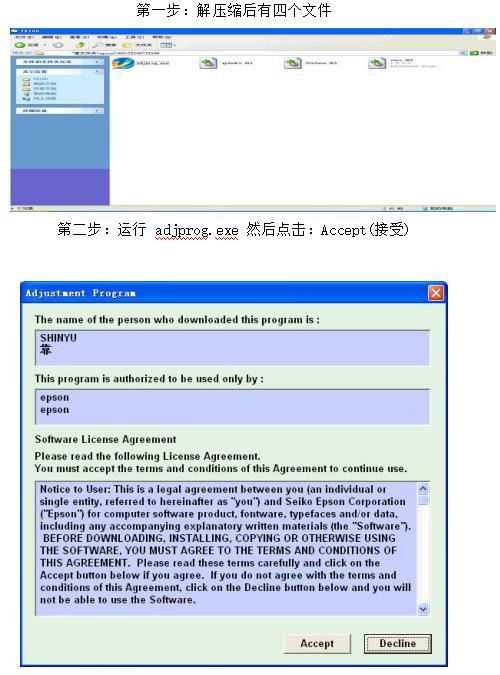 第一步：解压缩后有四个文件
adjprog.exe
第二步：运行 adjprog.exe 然后点击：Accept(接受)
Adjustment Program
The name of the person who downloaded this program is :
SHINYU
靠
This program is authorized to be used only by :
epson
epson
Software License Agreement
Please read the following License Agreement.
You must accept the terms and conditions of this Agreement to continue use.
Notice to User: This is a legal agreement between you (an individual or
single entity, referred to hereinafter as "you") and Seiko Epson Corporation
("Epson") for computer software product, fontware, typefaces and/or data,
including any accompanying explanatory written materials (the "Software").
BEFORE DOWNLOADING, INSTALLING, COPYING OR OTHERWISE USING
THE SOFTWARE, YOU MUST AGREE TO THE TERMS AND CONDITIONS OF
THIS AGREEMENT. Please read these terms carefully and click on the
Accept button below if you agree. If you do not agree with the terms and
conditions of this Agreement, click on the Decline button below and you will
not be able to use the Software.
Accept Decline